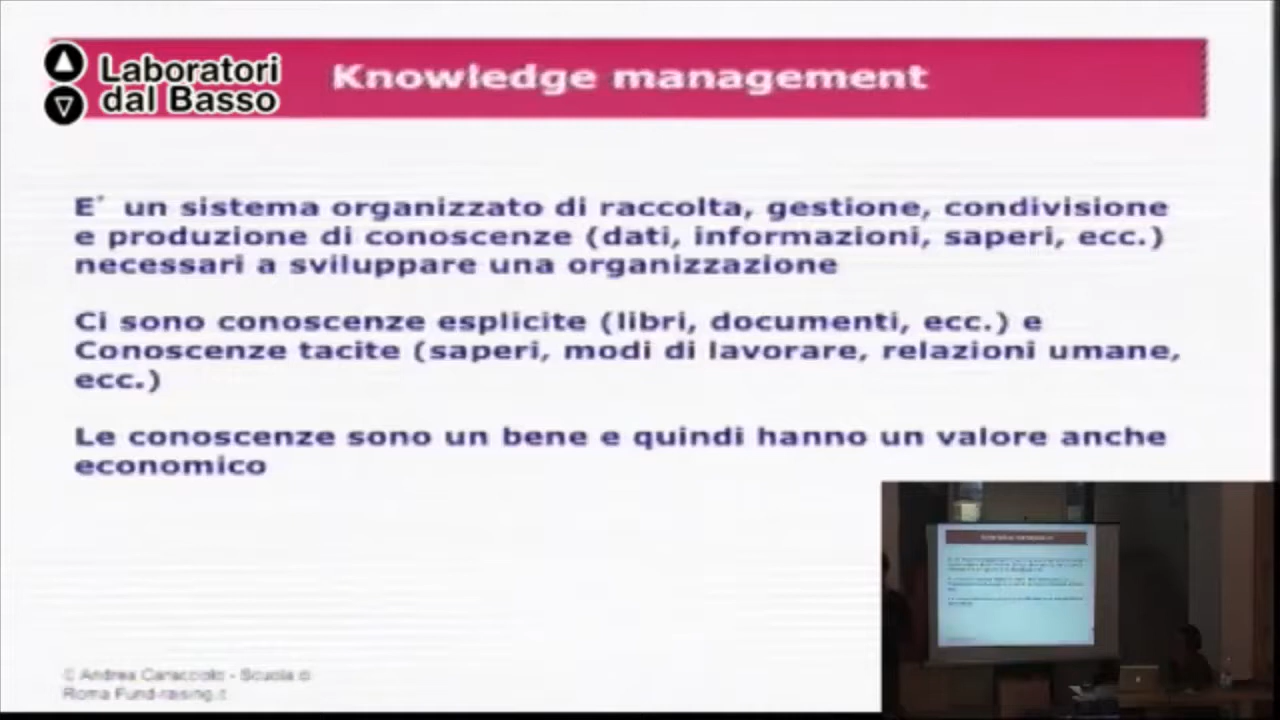 Laboratori
dal Basso
Knowledge management
E' un sistema organizzato di raccolta, gestione, condivisione
e produzione di conoscenze (dati, informazioni, saperi, ecc.)
necessari a sviluppare una organizzazione
Ci sono conoscenze esplicite (libri, documenti, ecc.) e
Conoscenze tacite (saperi, modi di lavorare, relazioni umane,
ecc.)
Le conoscenze sono un bene e quindi hanno un valore anche
economico
© Andrea Caracciolo - Scuola di
Roma Fund-raising.it